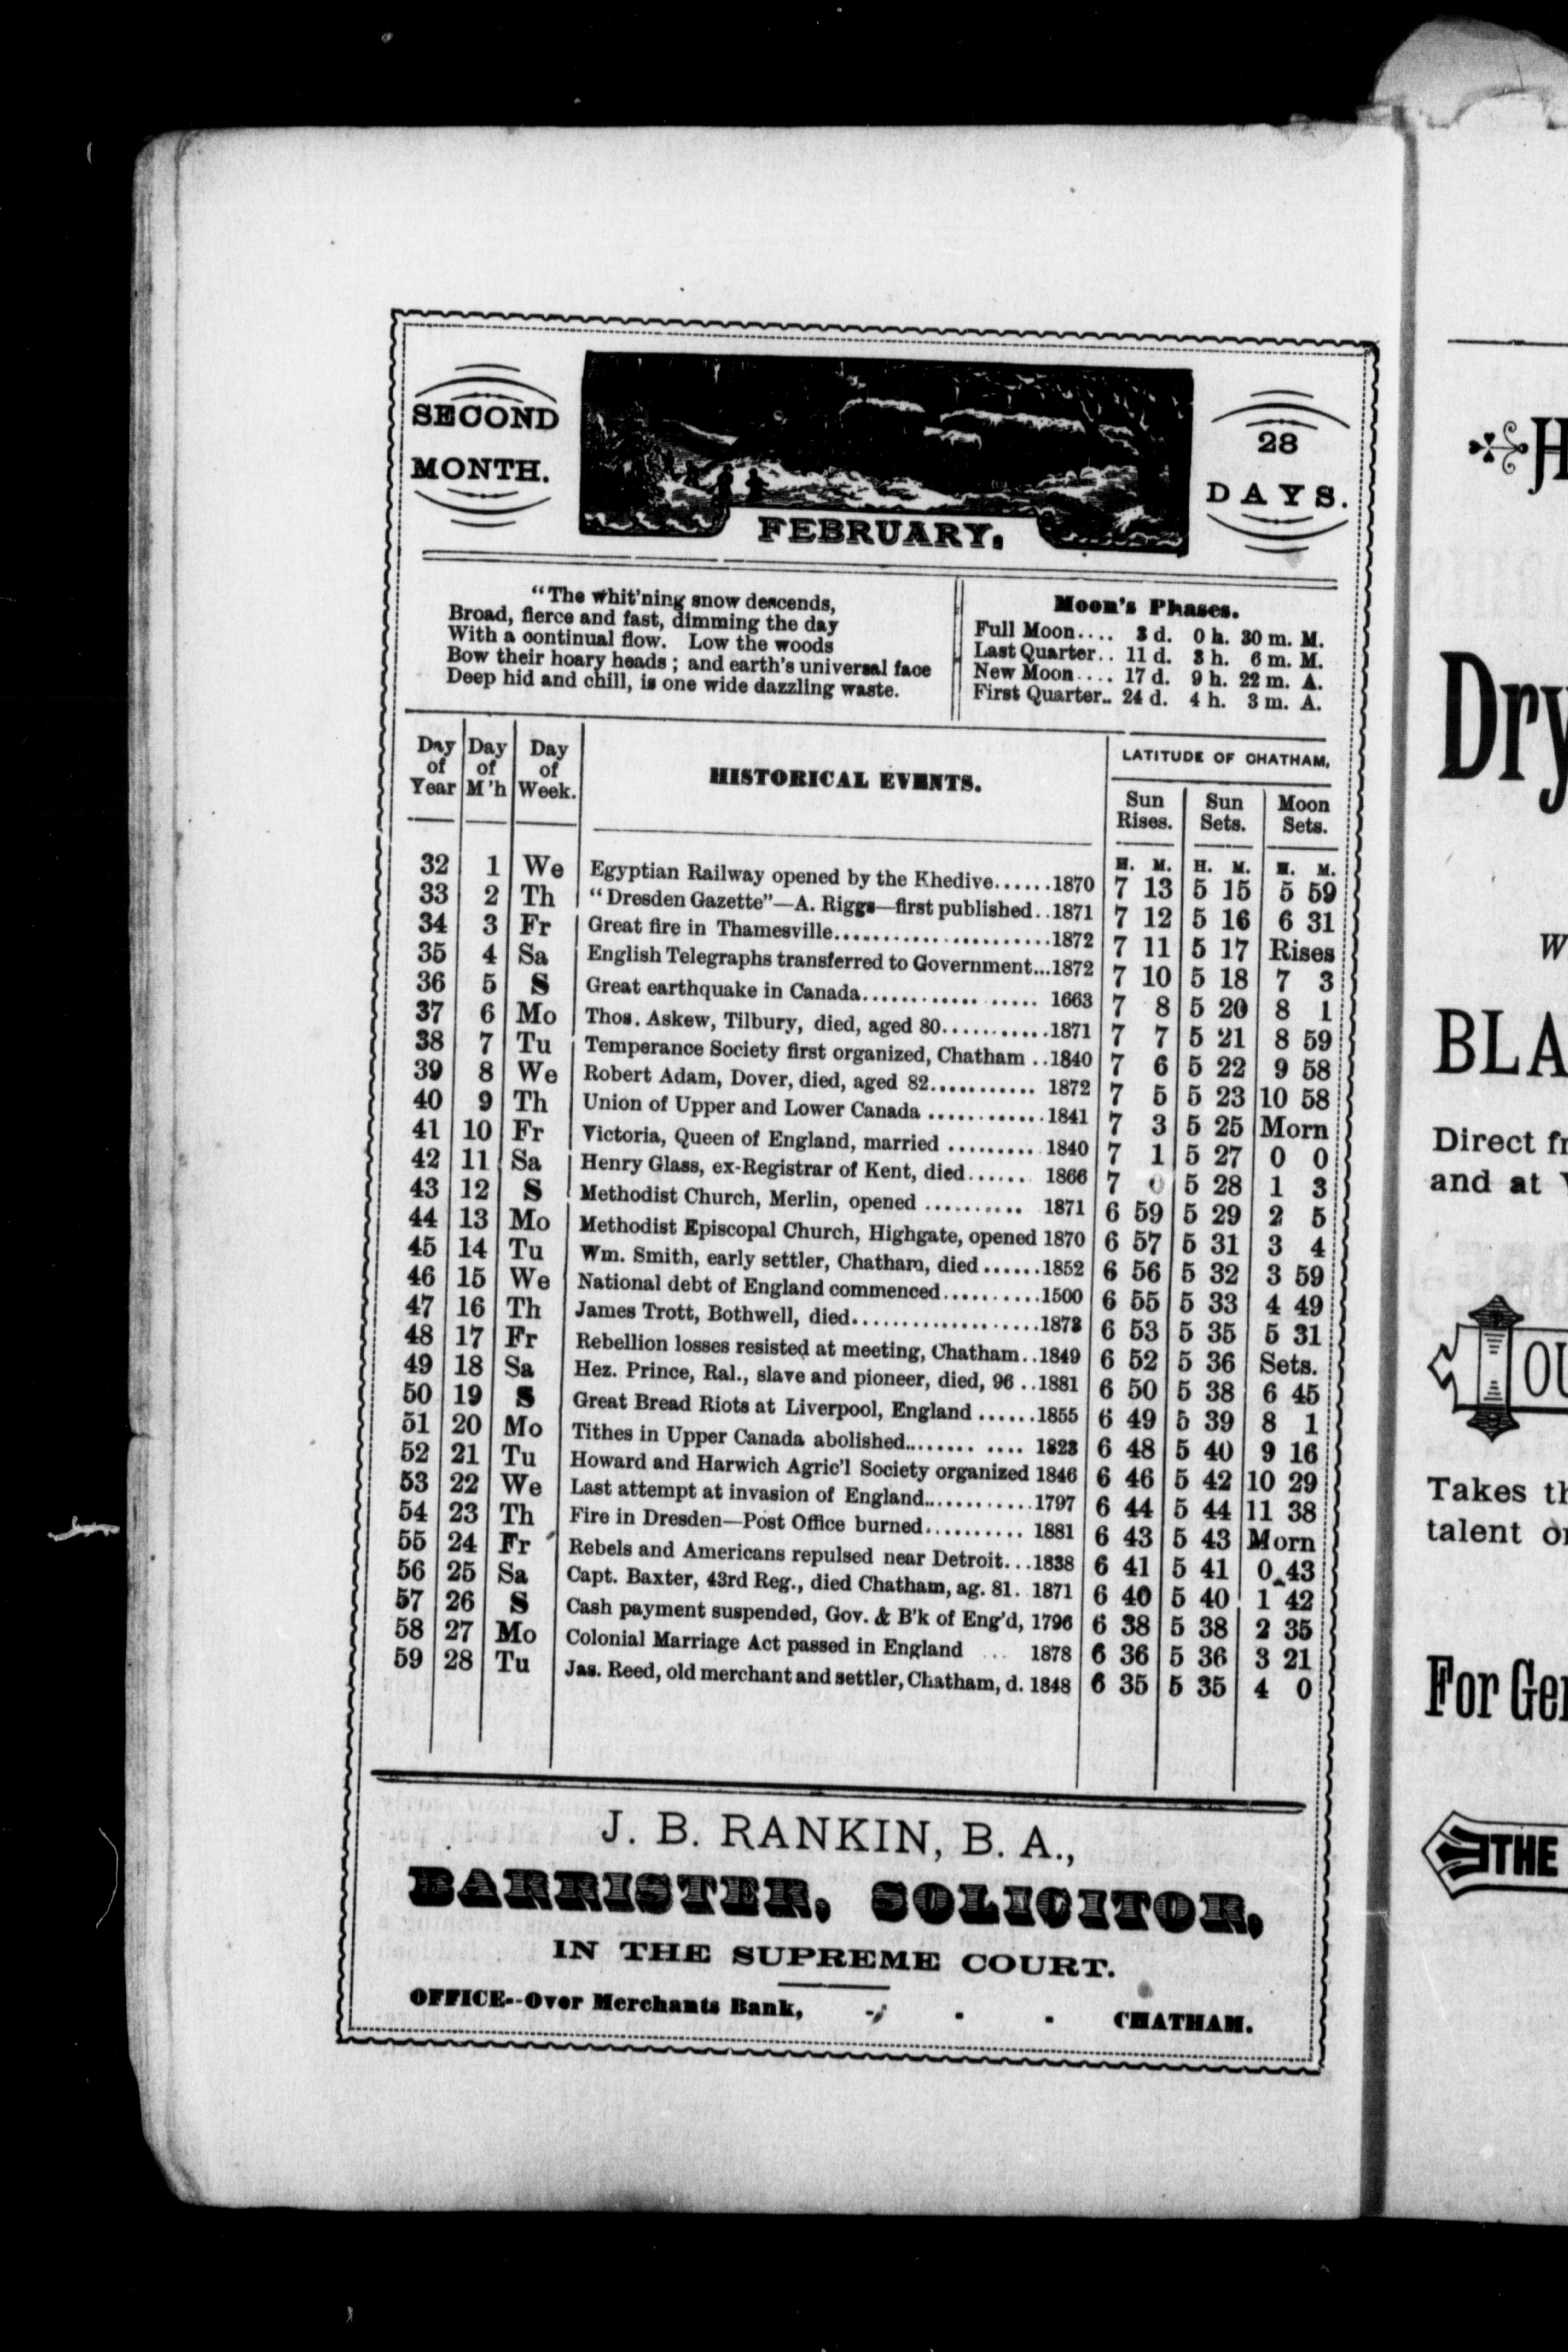 SECOND
MONTH.
FEBRUARY.
28
DAYS.
"The whit'ning snow descends,
Broad, fierce and fast, dimming the day
With a continual flow. Low the woods
Bow their hoary heads ; and earth's universal face
Deep hid and chill, is one wide dazzling waste.
Moon's Phases.
Full Moon.... 3 d. 0 h. 30 m. M.
Last Quarter.. 11 d. 3 h. 6 m. M.
New Moon.... 17 d. 9 h. 22 m. A.
First Quarter.. 24 d. 4 h. 3 m. A.
Day of Year Day of M'h Day of Week. HISTORICAL EVENTS. LATITUDE OF CHATHAM,
Sun Rises. Sun Sets. Moon Sets.
H. M. H. M. H. M.
32 1 We Egyptian Railway opened by the Khedive......1870 7 13 5 15 5 59
33 2 Th "Dresden Gazette"—A. Riggs—first published..1871 7 12 5 16 6 31
34 3 Fr Great fire in Thamesville......................1872 7 11 5 17 Rises
35 4 Sa English Telegraphs transferred to Government...1872 7 10 5 18 7 3
36 5 S Great earthquake in Canada.................. 1663 7 8 5 20 8 1
37 6 Mo Thos. Askew, Tilbury, died, aged 80...........1871 7 7 5 21 8 59
38 7 Tu Temperance Society first organized, Chatham ..1840 7 6 5 22 9 58
39 8 We Robert Adam, Dover, died, aged 82........... 1872 7 5 5 23 10 58
40 9 Th Union of Upper and Lower Canada ............1841 7 3 5 25 Morn
41 10 Fr Victoria, Queen of England, married ......... 1840 7 1 5 27 0 0
42 11 Sa Henry Glass, ex-Registrar of Kent, died...... 1866 7 0 5 28 1 3
43 12 S Methodist Church, Merlin, opened .......... 1871 6 59 5 29 2 5
44 13 Mo Methodist Episcopal Church, Highgate, opened 1870 6 57 5 31 3 4
45 14 Tu Wm. Smith, early settler, Chatham, died......1852 6 56 5 32 3 59
46 15 We National debt of England commenced..........1500 6 55 5 33 4 49
47 16 Th James Trott, Bothwell, died...................1873 6 53 5 35 5 31
48 17 Fr Rebellion losses resisted at meeting, Chatham..1849 6 52 5 36 Sets.
49 18 Sa Hez. Prince, Ral., slave and pioneer, died, 96 ..1881 6 50 5 38 6 45
50 19 S Great Bread Riots at Liverpool, England ......1855 6 49 5 39 8 1
51 20 Mo Tithes in Upper Canada abolished............ 1823 6 48 5 40 9 16
52 21 Tu Howard and Harwich Agric'l Society organized 1846 6 46 5 42 10 29
53 22 We Last attempt at invasion of England............1797 6 44 5 44 11 38
54 23 Th Fire in Dresden—Post Office burned.......... 1881 6 43 5 43 Morn
55 24 Fr Rebels and Americans repulsed near Detroit...1838 6 41 5 41 0 43
56 25 Sa Capt. Baxter, 43rd Reg., died Chatham, ag. 81. 1871 6 40 5 40 1 42
57 26 S Cash payment suspended, Gov. & B'k of Eng'd, 1796 6 38 5 38 2 35
58 27 Mo Colonial Marriage Act passed in England ... 1878 6 36 5 36 3 21
59 28 Tu Jas. Reed, old merchant and settler, Chatham, d. 1848 6 35 5 35 4 0
J. B. RANKIN, B. A.,
BARRISTER, SOLICITOR,
IN THE SUPREME COURT.
OFFICE--Over Merchants Bank, - - - CHATHAM.
H
Dry
W
BLA
Direct fr
and at
OU
Takes th
talent or
For Ger
THE